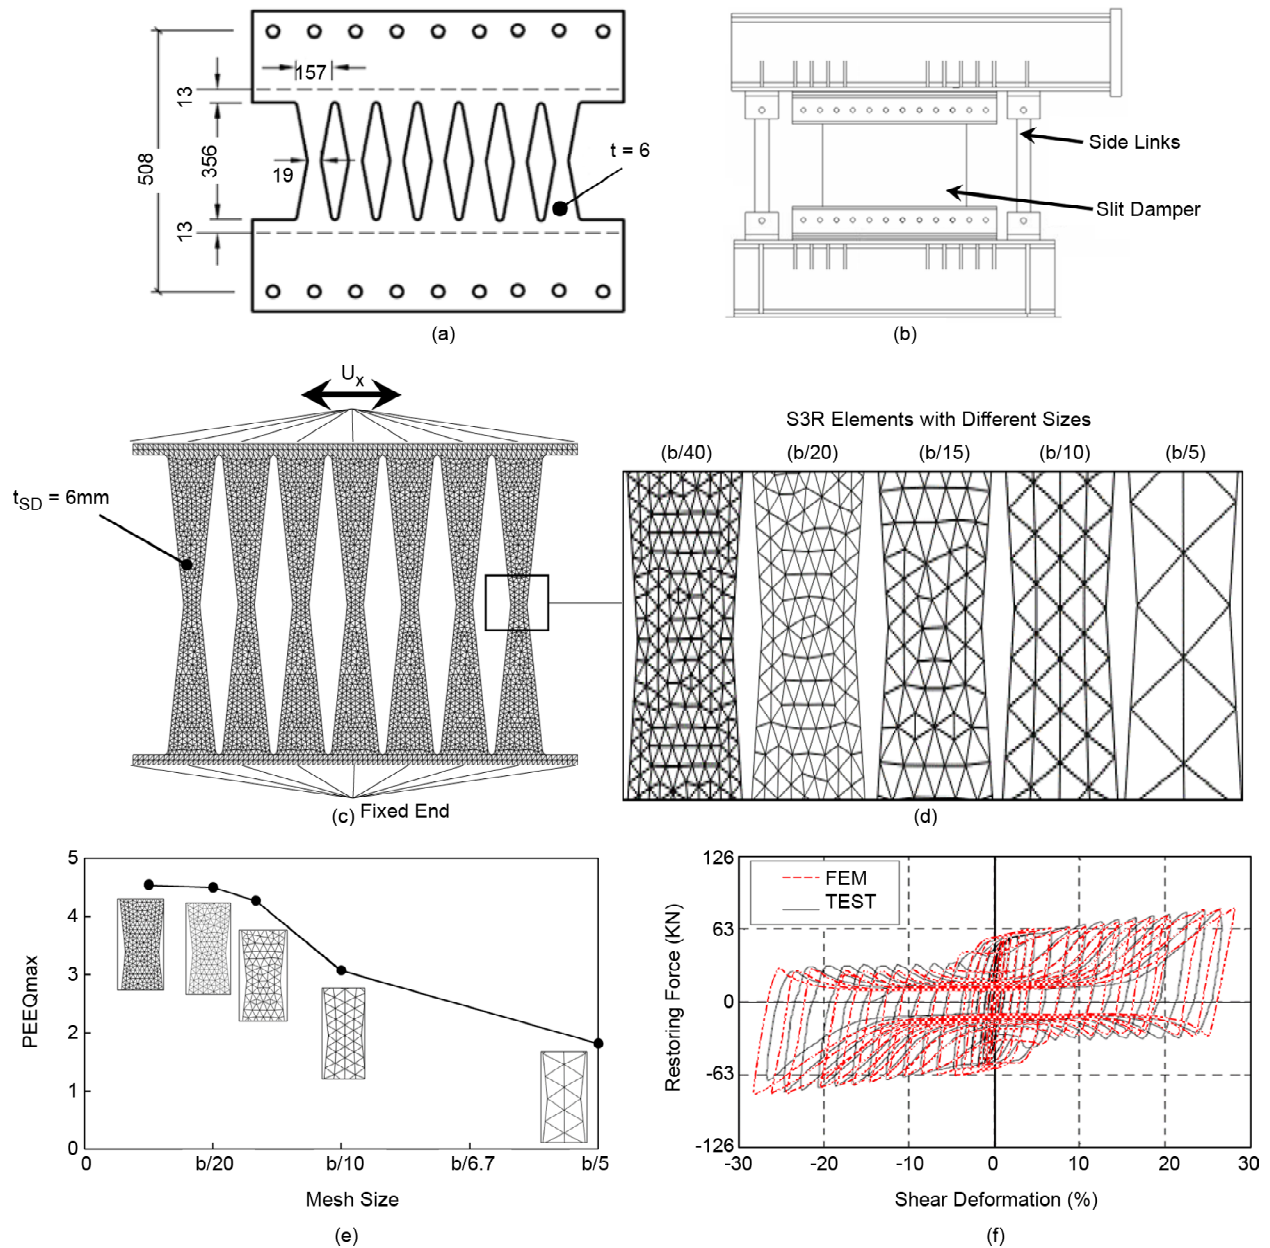 157
13
508
356
19
t = 6
13
(a)
Side Links
Slit Damper
(b)
Ux
tSD = 6mm
(c) Fixed End
S3R Elements with Different Sizes
(b/40) (b/20) (b/15) (b/10) (b/5)
(d)
5
4
3
2
1
0
PEEQmax
0 b/20 b/10 b/6.7 b/5
Mesh Size
(e)
126
63
0
-63
-126
Restoring Force (KN)
FEM
TEST
-30 -20 -10 0 10 20 30
Shear Deformation (%)
(f)